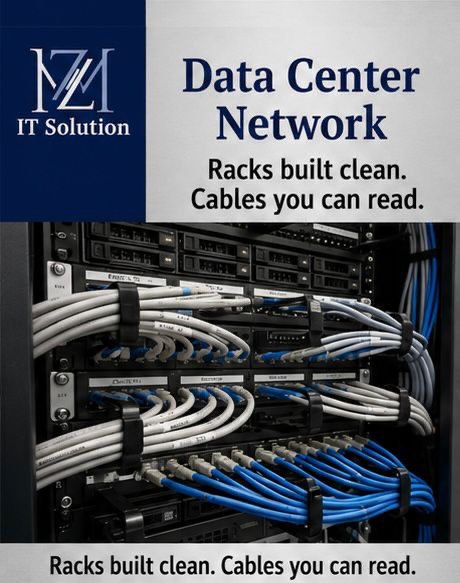 MZ
IT Solution
Data Center
Network
Racks built clean.
Cables you can read.
Racks built clean. Cables you can read.